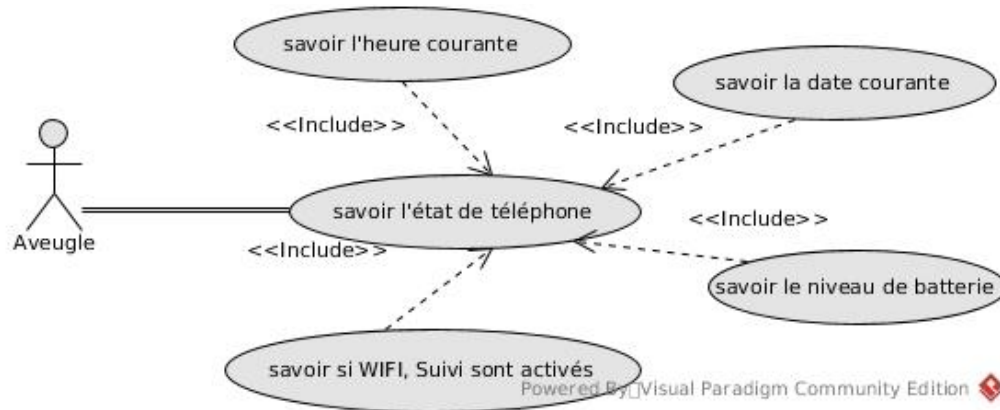 savoir l'heure courante
savoir la date courante
<<Include>>
<<Include>>
savoir l'état de téléphone
<<Include>>
Aveugle
<<Include>>
savoir le niveau de batterie
savoir si WIFI, Suivi sont activés
Powered By Visual Paradigm Community Edition